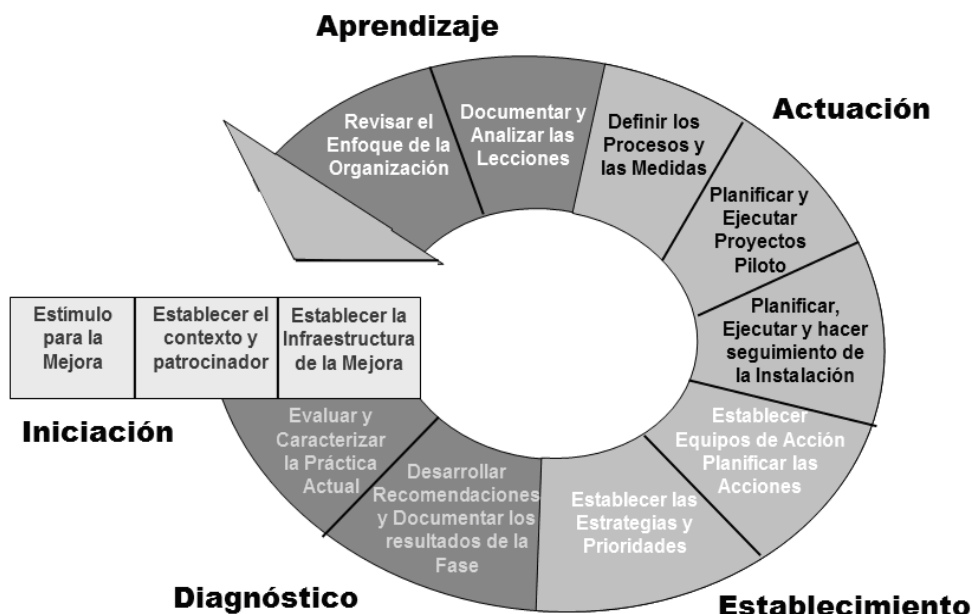 Aprendizaje
Revisar el
Enfoque de la
Organización
Documentar y
Analizar las
Lecciones
Definir los
Procesos y
las Medidas
Actuación
Planificar y
Ejecutar
Proyectos
Piloto
Planificar,
Ejecutar y hacer
seguimiento de
la Instalación
Estímulo
para la
Mejora
Establecer el
contexto y
patrocinador
Establecer la
Infraestructura
de la Mejora
Iniciación
Evaluar y
Caracterizar
la Práctica
Actual
Desarrollar
Recomendaciones
y Documentar los
resultados de la
Fase
Establecer las
Estrategias y
Prioridades
Establecer
Equipos de Acción
Planificar las
Acciones
Diagnóstico
Establecimiento